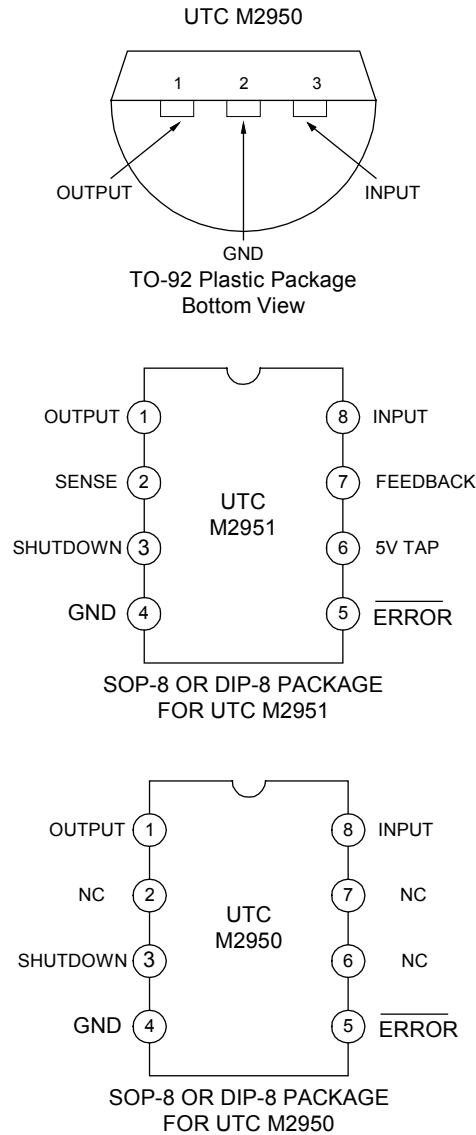 UTC M2950
1 2 3
OUTPUT INPUT
GND
TO-92 Plastic Package
Bottom View
OUTPUT 1 8 INPUT
SENSE 2 7 FEEDBACK
UTC
M2951
SHUTDOWN 3 6 5V TAP
GND 4 5 ERROR
SOP-8 OR DIP-8 PACKAGE
FOR UTC M2951
OUTPUT 1 8 INPUT
NC 2 7 NC
UTC
M2950
SHUTDOWN 3 6 NC
GND 4 5 ERROR
SOP-8 OR DIP-8 PACKAGE
FOR UTC M2950